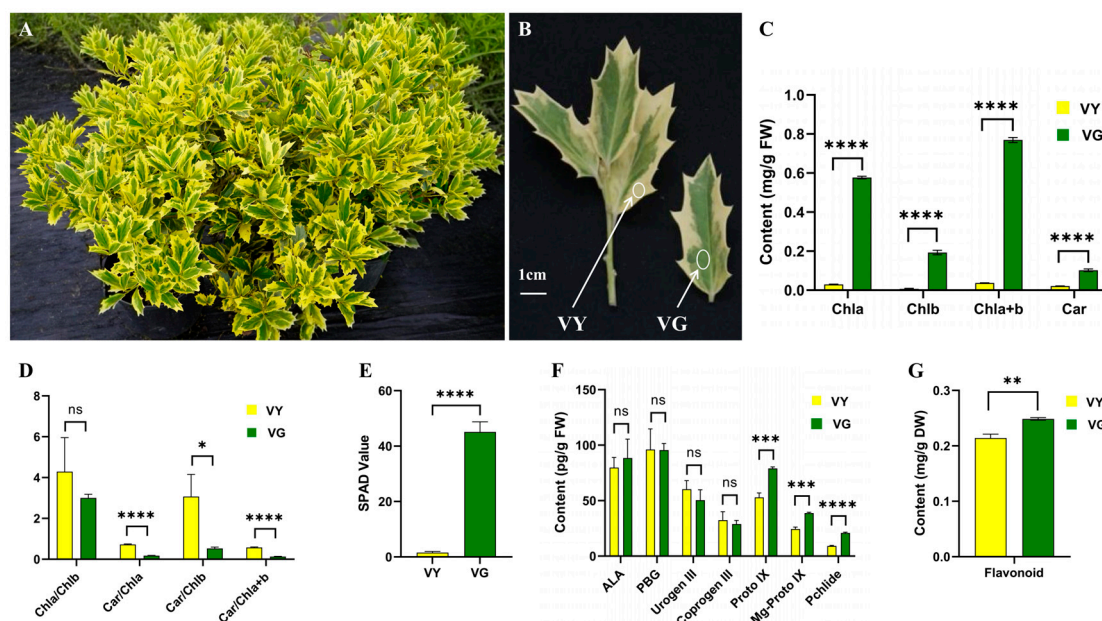 A
B
1cm
VY
VG
C
Content (mg/g FW)
1.0
0.8
0.6
0.4
0.2
0.0
****
****
****
****
VY
VG
Chla
Chlb
Chla+b
Car
D
8
6
4
2
0
ns
****
*
****
VY
VG
Chla/Chlb
Car/Chla
Car/Chlb
Car/Chla+b
E
SPAD Value
60
40
20
0
****
VY
VG
F
Content (pg/g FW)
150
100
50
0
ns
ns
ns
ns
***
***
****
VY
VG
ALA
PBG
Urogen III
Coprogen III
Proto IX
Mg-Proto IX
Pchlide
G
Content (mg/g DW)
0.3
0.2
0.1
0.0
**
VY
VG
Flavonoid